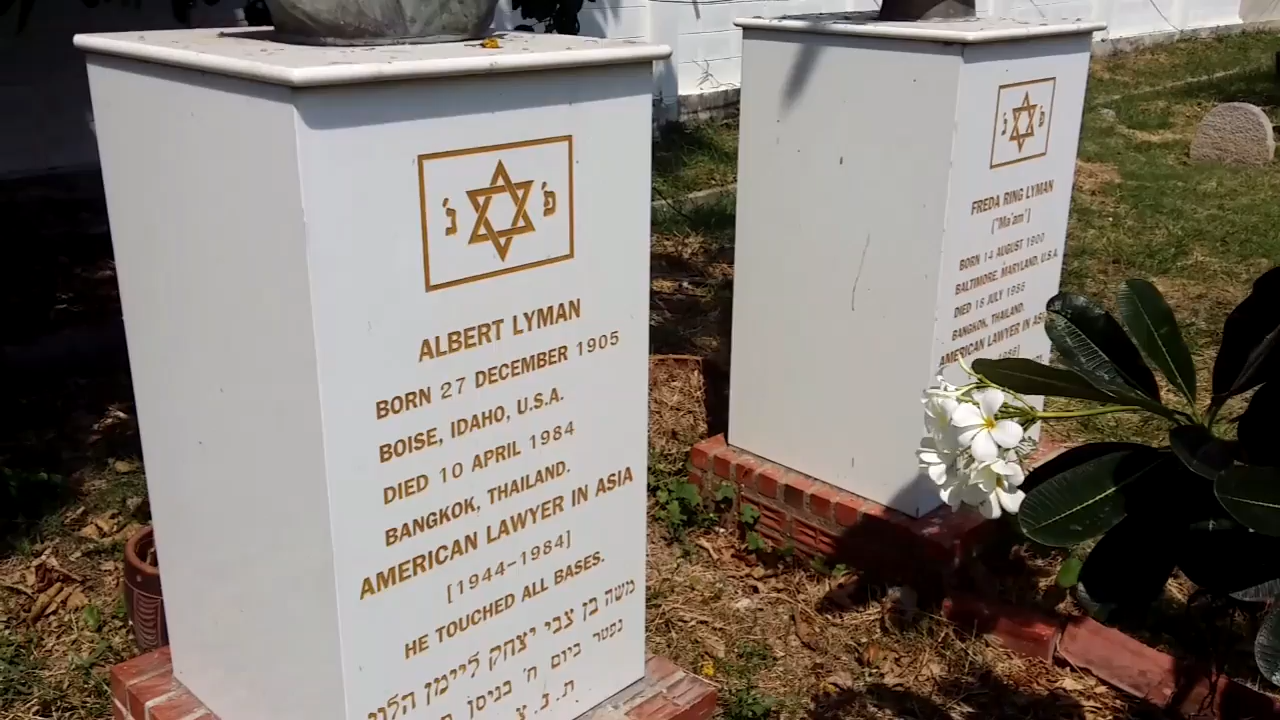 פ׳ נ׳
ALBERT LYMAN
BORN 27 DECEMBER 1905
BOISE, IDAHO, U.S.A.
DIED 10 APRIL 1984
BANGKOK, THAILAND.
AMERICAN LAWYER IN ASIA
[1944–1984]
HE TOUCHED ALL BASES.
משה בן צבי יצחק ליימן הלוי
נפטר ביום ח׳ בניסן
ת.נ.צ.
פ׳ נ׳
FREDA RING LYMAN
("Ma'am")
BORN 14 AUGUST 1900
BALTIMORE, MARYLAND, U.S.A.
DIED JULY
BANGKOK, THAILAND.
AMERICAN LAWYER IN ASIA